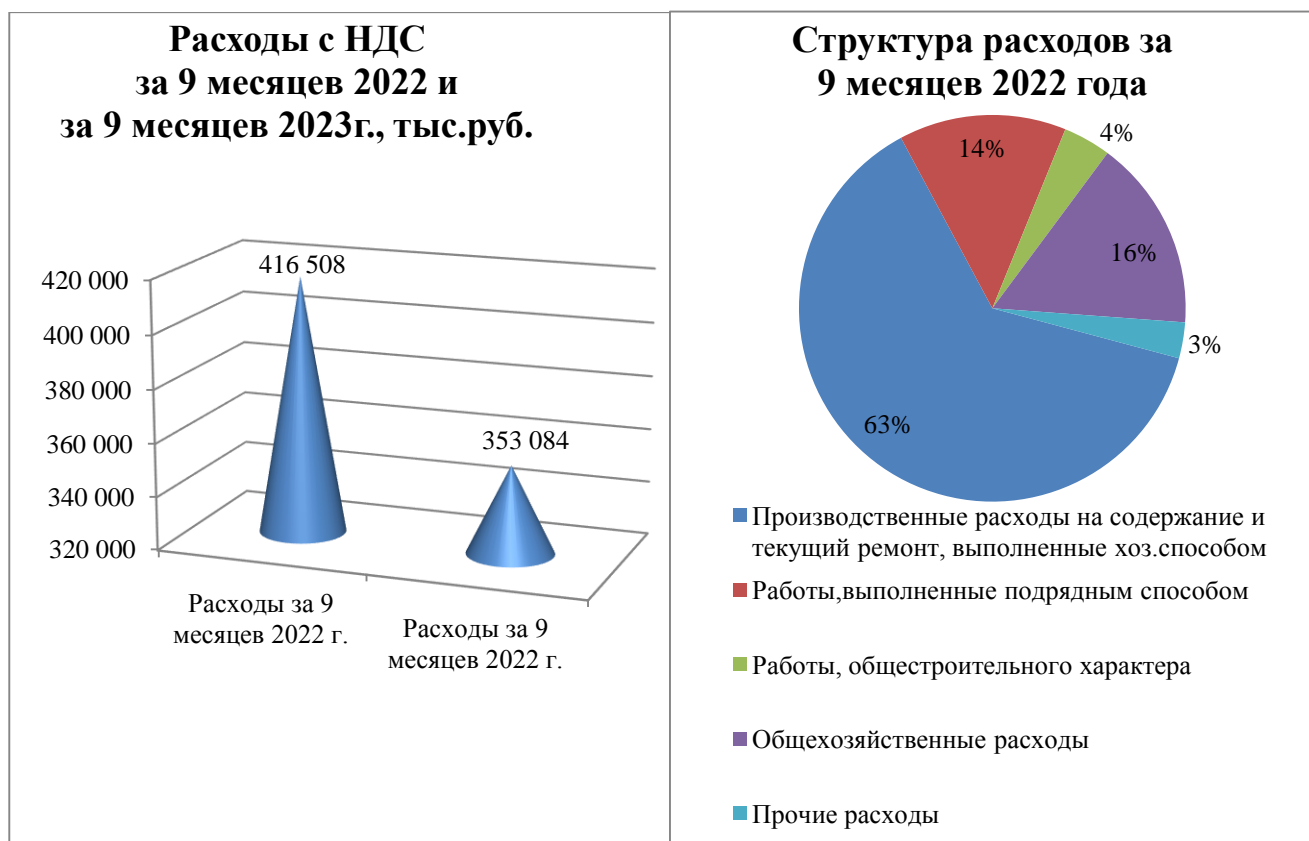 Расходы с НДС
за 9 месяцев 2022 и
за 9 месяцев 2023г., тыс.руб.
420 000
400 000
380 000
360 000
340 000
320 000
416 508
353 084
Расходы за 9
месяцев 2022 г.
Расходы за 9
месяцев 2022 г.
Структура расходов за
9 месяцев 2022 года
14%
4%
16%
3%
63%
Производственные расходы на содержание и
текущий ремонт, выполненные хоз.способом
Работы,выполненные подрядным способом
Работы, общестроительного характера
Общехозяйственные расходы
Прочие расходы